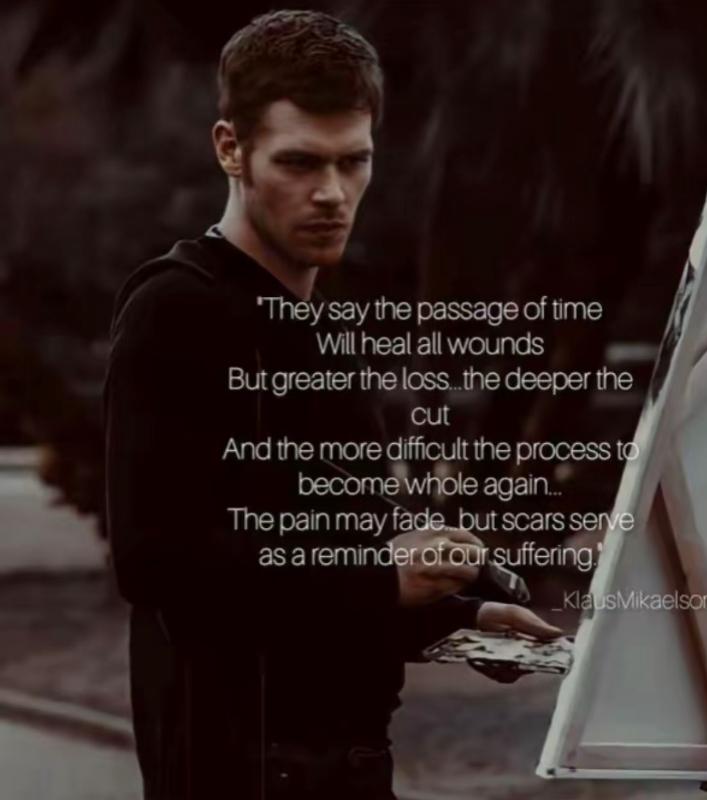 "They say the passage of time
Will heal all wounds
But greater the loss...the deeper the
cut
And the more difficult the process to
become whole again...
The pain may fade...but scars serve
as a reminder of our suffering."
_KlausMikaelson